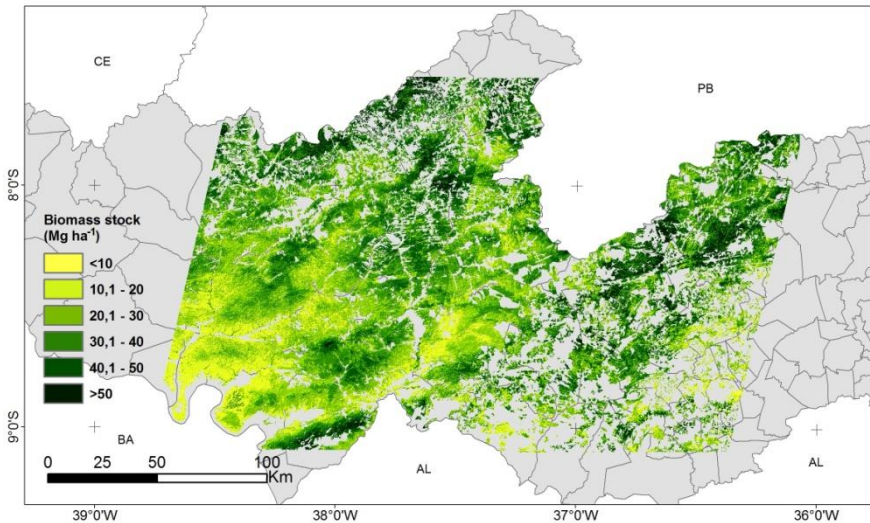 CE
PB
8°0'S
Biomass stock
(Mg ha⁻¹)
<10
10,1 - 20
20,1 - 30
30,1 - 40
40,1 - 50
>50
9°0'S
BA
AL
AL
0 25 50 100
Km
39°0'W 38°0'W 37°0'W 36°0'W